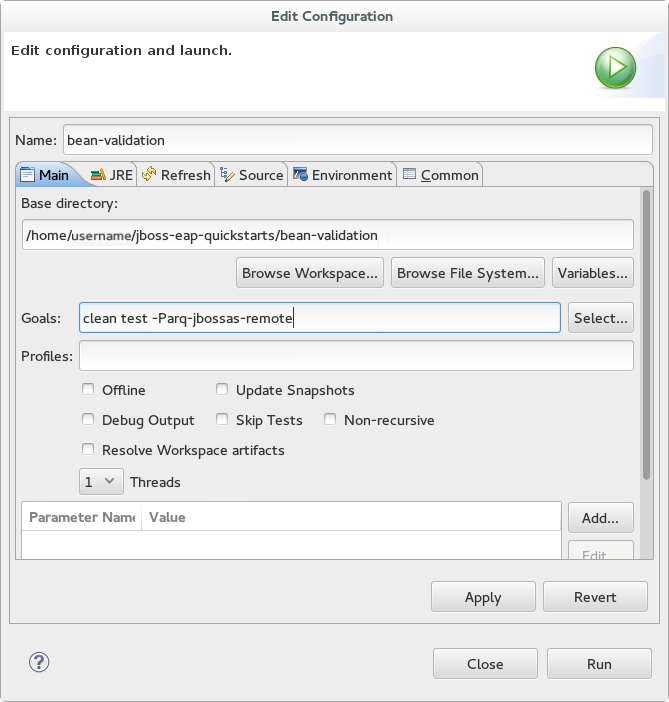 Edit Configuration
Edit configuration and launch.
Name: bean-validation
Main JRE Refresh Source Environment Common
Base directory:
/home/username/jboss-eap-quickstarts/bean-validation
Browse Workspace... Browse File System... Variables...
Goals: clean test -Parq-jbossas-remote Select...
Profiles:
Offline Update Snapshots
Debug Output Skip Tests Non-recursive
Resolve Workspace artifacts
1 Threads
Parameter Name Value Add...
Edit...
Apply Revert
? Close Run